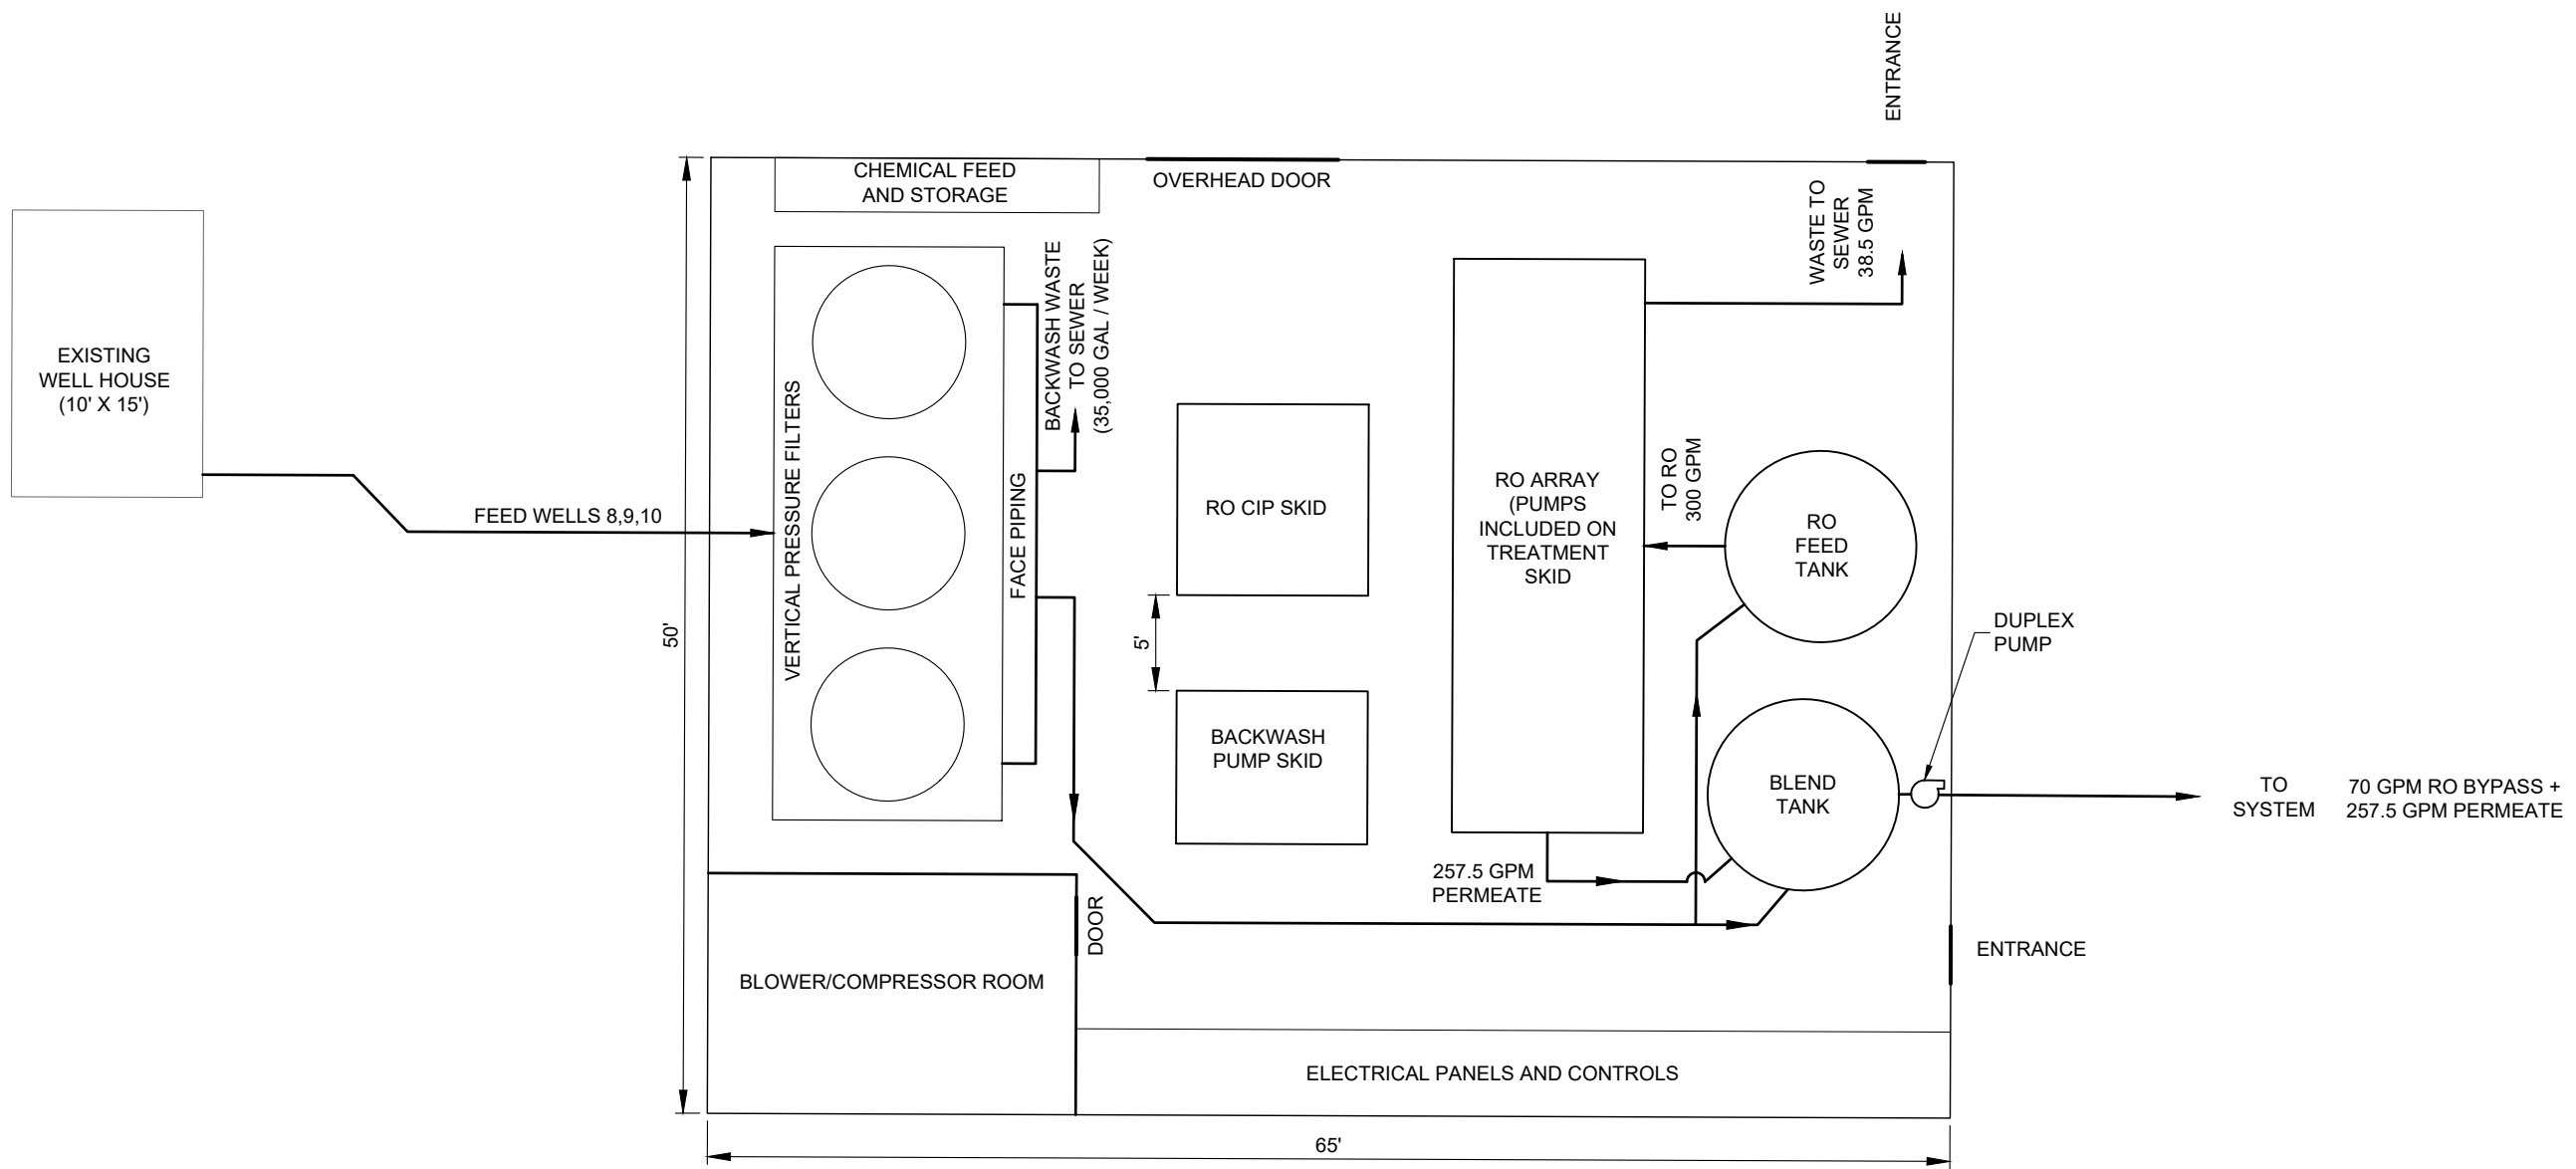 ENTRANCE
CHEMICAL FEED
AND STORAGE
OVERHEAD DOOR
WASTE TO
SEWER
38.5 GPM
EXISTING
WELL HOUSE
(10' X 15')
FEED WELLS 8,9,10
VERTICAL PRESSURE FILTERS
FACE PIPING
BACKWASH WASTE
TO SEWER
(35,000 GAL / WEEK)
RO CIP SKID
RO ARRAY
(PUMPS
INCLUDED ON
TREATMENT
SKID
TO RO
300 GPM
RO
FEED
TANK
50'
5'
DUPLEX
PUMP
BACKWASH
PUMP SKID
BLEND
TANK
TO
SYSTEM
70 GPM RO BYPASS +
257.5 GPM PERMEATE
257.5 GPM
PERMEATE
DOOR
ENTRANCE
BLOWER/COMPRESSOR ROOM
ELECTRICAL PANELS AND CONTROLS
65'